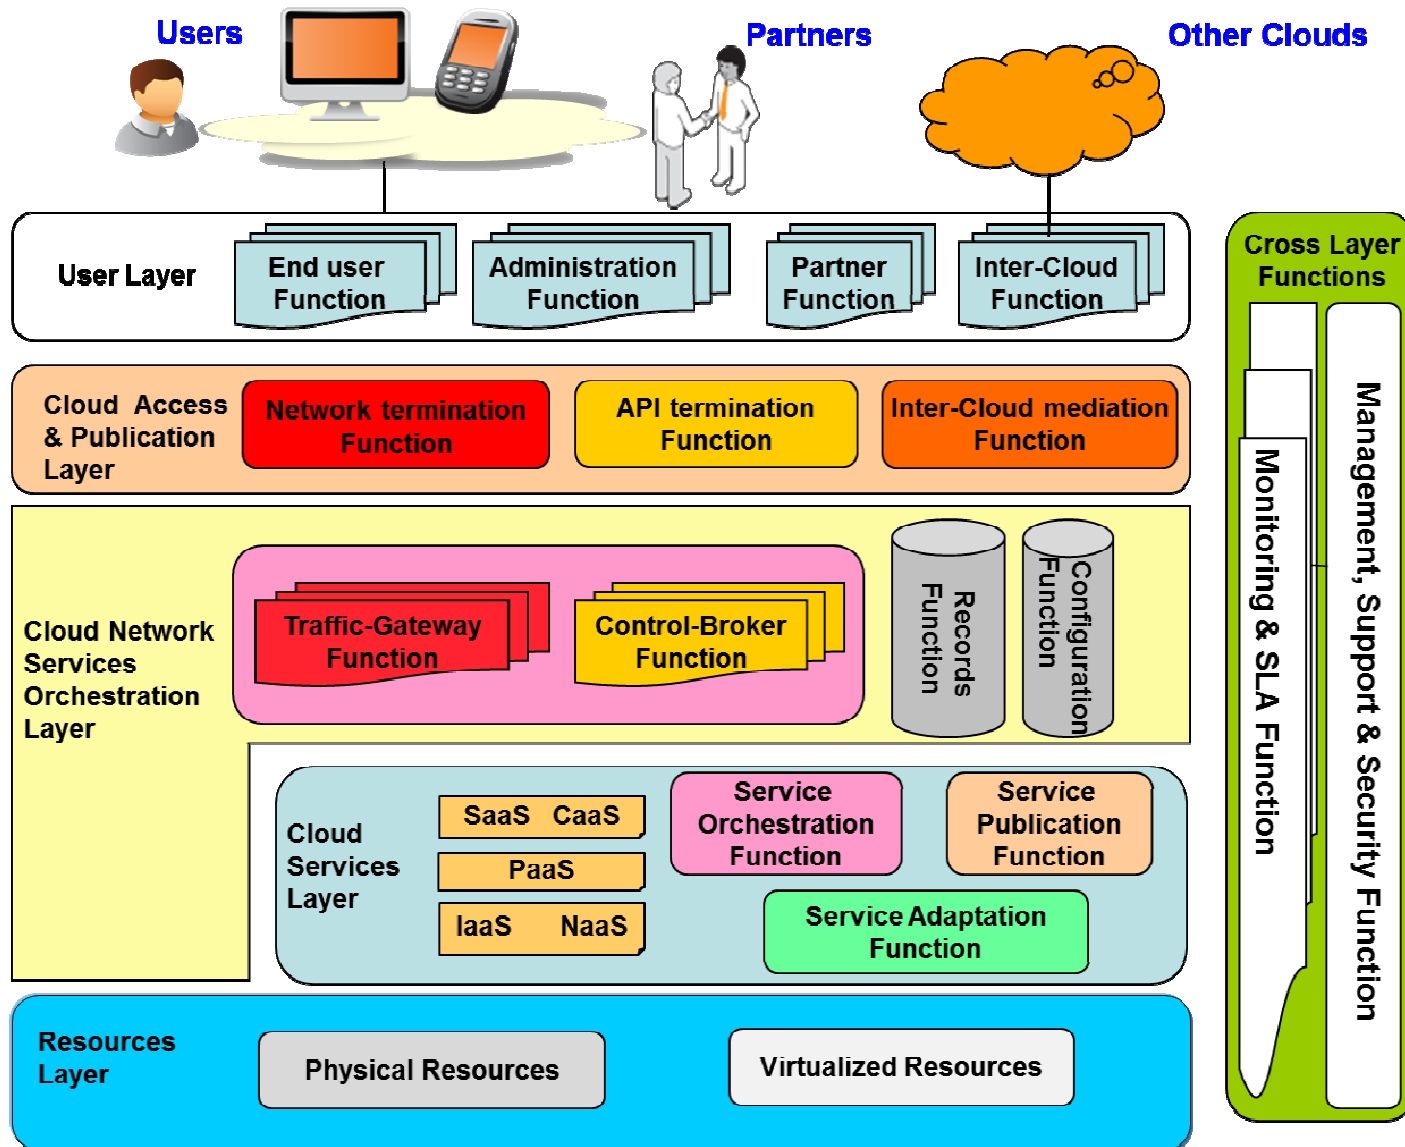 Users
Partners
Other Clouds
User Layer
End user
Function
Administration
Function
Partner
Function
Inter-Cloud
Function
Cloud Access
& Publication
Layer
Network termination
Function
API termination
Function
Inter-Cloud mediation
Function
Cloud Network
Services
Orchestration
Layer
Traffic-Gateway
Function
Control-Broker
Function
Records
Function
Configuration
Function
Cloud
Services
Layer
SaaS CaaS
PaaS
IaaS NaaS
Service
Orchestration
Function
Service
Publication
Function
Service Adaptation
Function
Resources
Layer
Physical Resources
Virtualized Resources
Cross Layer
Functions
Monitoring & SLA Function
Management, Support & Security Function